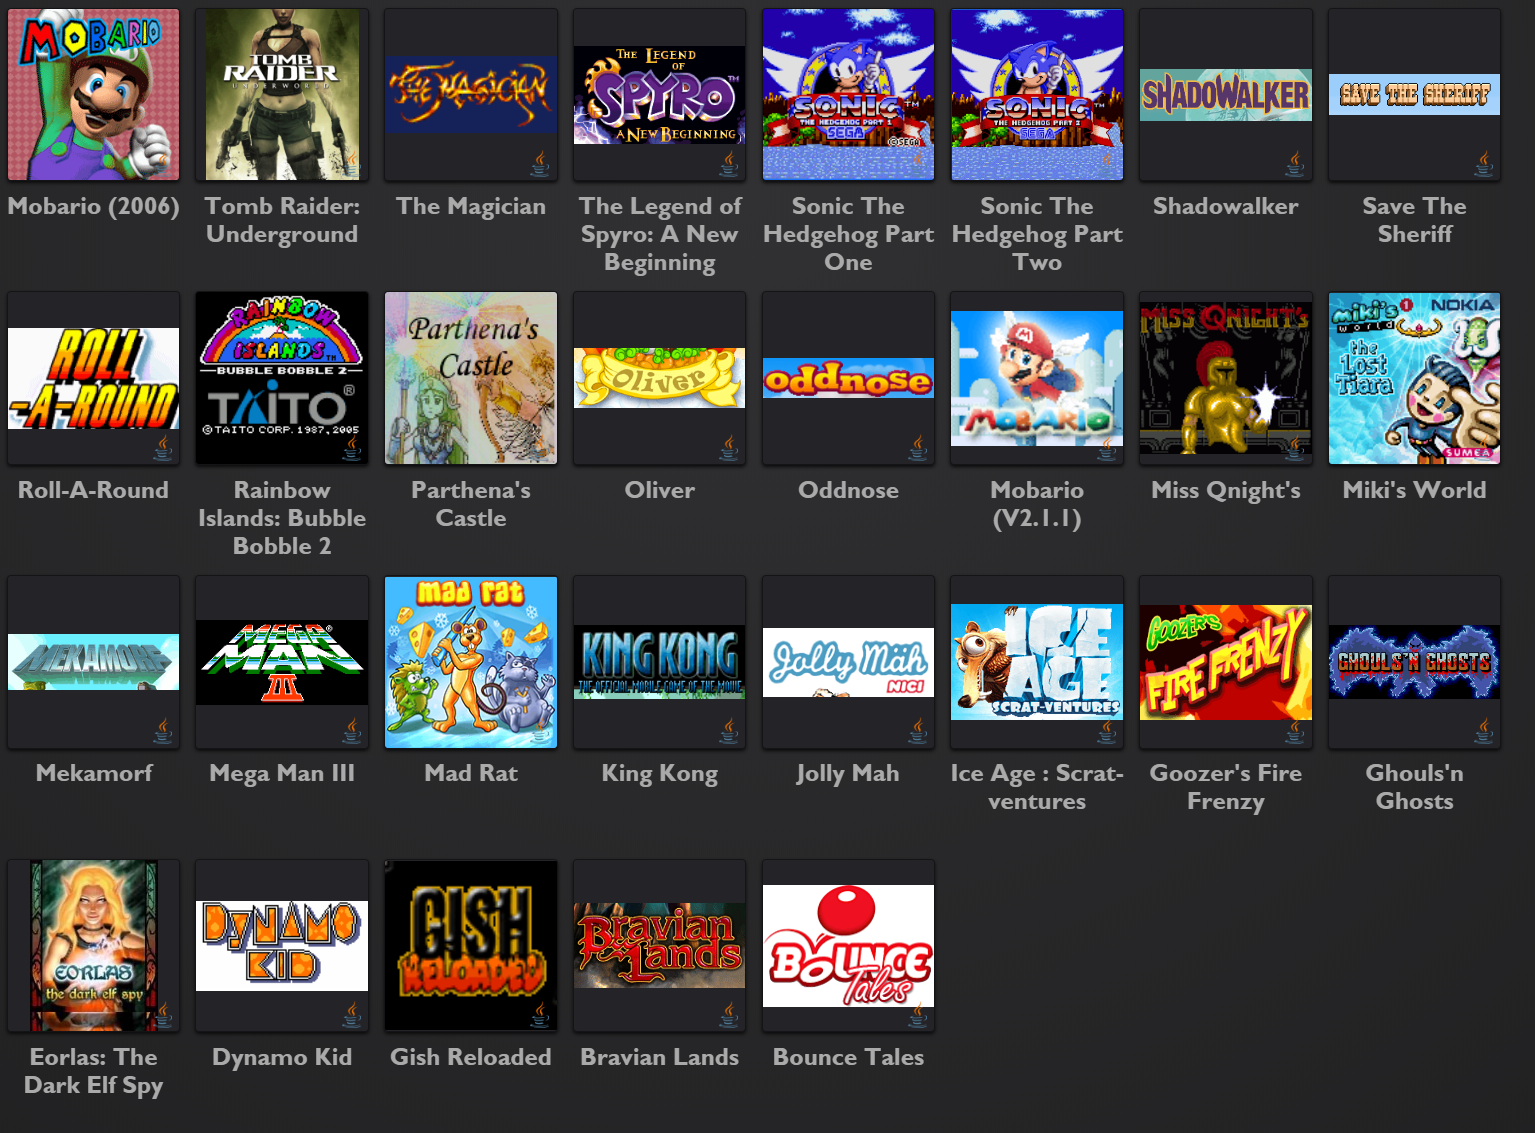 MOBARIO
TOMB
RAIDER
UNDERWORLD
THE MAGICIAN
THE LEGEND
OF
SPYRO™
A NEW BEGINNING
SONIC™
THE HEDGEHOG PART 1
SEGA
©SEGA
SONIC™
THE HEDGEHOG PART 2
SEGA
SHADOWALKER
SAVE THE SHERIFF
Mobario (2006)
Tomb Raider:
Underground
The Magician
The Legend of
Spyro: A New
Beginning
Sonic The
Hedgehog Part
One
Sonic The
Hedgehog Part
Two
Shadowalker
Save The
Sheriff
ROLL
-A-ROUND
RAINBOW
ISLANDS™
BUBBLE BOBBLE 2
TAITO®
©TAITO CORP. 1987,2005
Parthena's
Castle
Oliver
oddnose
MOBARIO
MISS QNIGHT'S
miki's 1
world
NOKIA
the
Lost
Tiara
SUMEA
Roll-A-Round
Rainbow
Islands: Bubble
Bobble 2
Parthena's
Castle
Oliver
Oddnose
Mobario
(V2.1.1)
Miss Qnight's
Miki's World
MEKAMORF
MEGA®
MAN
III
mad rat
KING KONG
THE OFFICIAL MOBILE GAME OF THE MOVIE
Jolly Mäh
NICI
ICE
AGE
SCRAT-VENTURES
GOOZER'S
FIRE FRENZY
GHOULS'N GHOSTS
Mekamorf
Mega Man III
Mad Rat
King Kong
Jolly Mah
Ice Age : Scrat-
ventures
Goozer's Fire
Frenzy
Ghouls'n
Ghosts
EORLAS
the dark elf spy
DyNAMO
KID
GISH
RELOADED
Bravian
Lands
BOUNCE
Tales
Eorlas: The
Dark Elf Spy
Dynamo Kid
Gish Reloaded
Bravian Lands
Bounce Tales